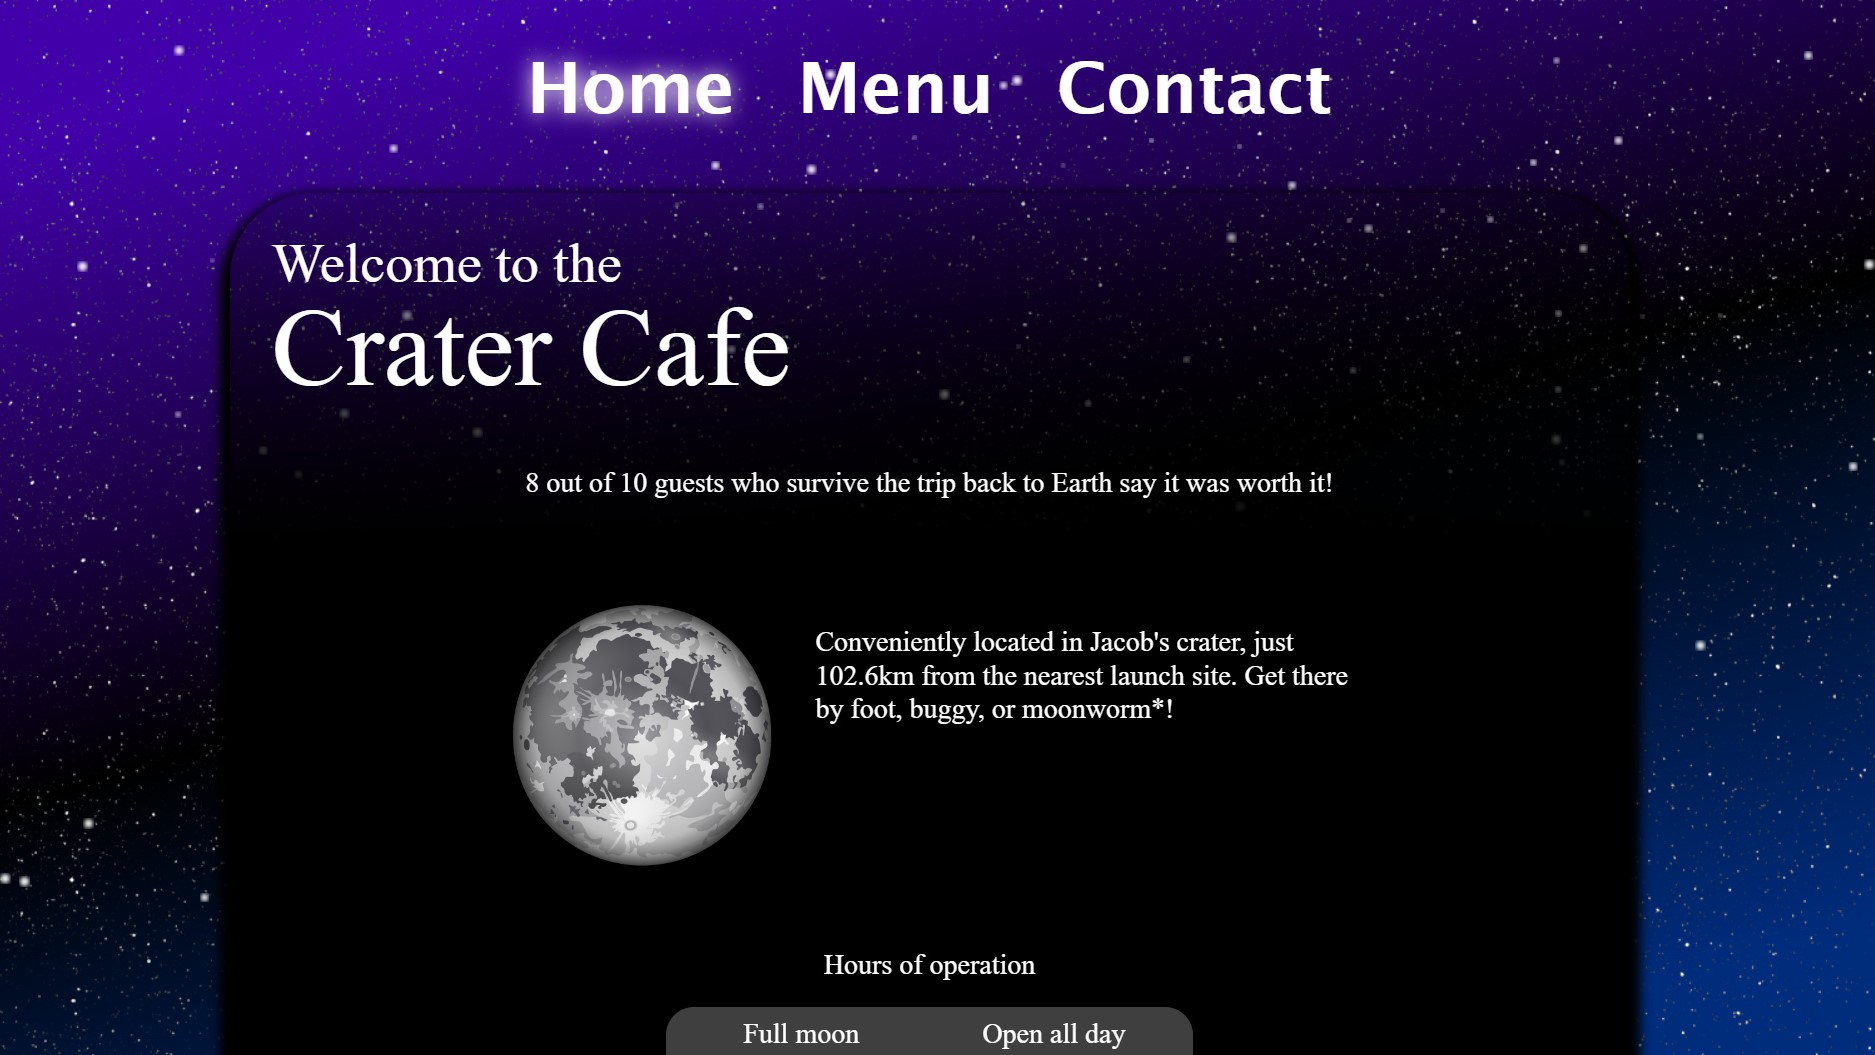 Home Menu Contact
Welcome to the
Crater Cafe
8 out of 10 guests who survive the trip back to Earth say it was worth it!
Conveniently located in Jacob's crater, just
102.6km from the nearest launch site. Get there
by foot, buggy, or moonworm*!
Hours of operation
Full moon Open all day